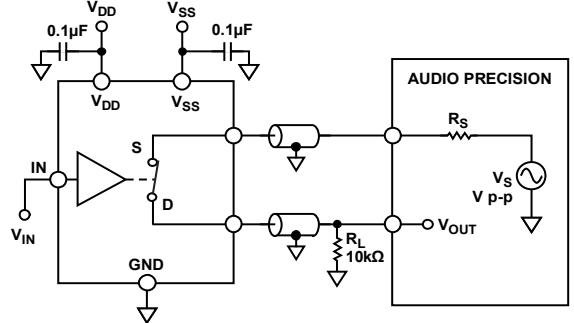 VDD
VSS
0.1µF
0.1µF
VDD
VSS
AUDIO PRECISION
S
RS
IN
VS
V p-p
D
VIN
VOUT
RL
10kΩ
GND